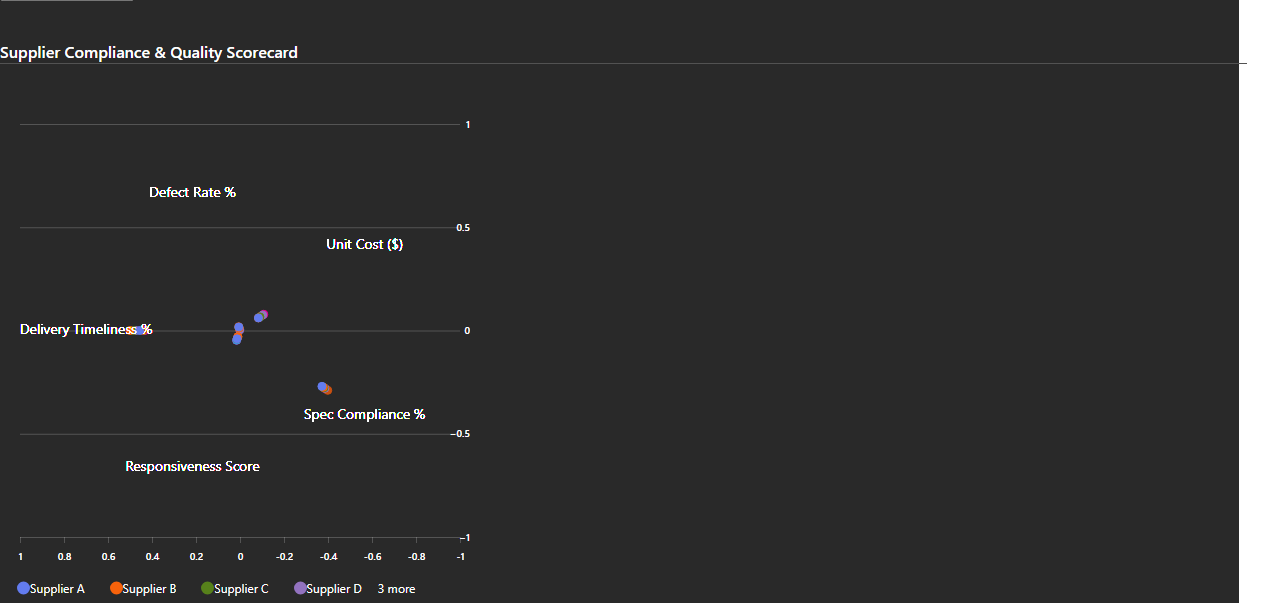 Supplier Compliance & Quality Scorecard
1
Defect Rate %
0.5
Unit Cost ($)
Delivery Timeliness %
0
Spec Compliance %
-0.5
Responsiveness Score
-1
1 0.8 0.6 0.4 0.2 0 -0.2 -0.4 -0.6 -0.8 -1
Supplier A Supplier B Supplier C Supplier D 3 more